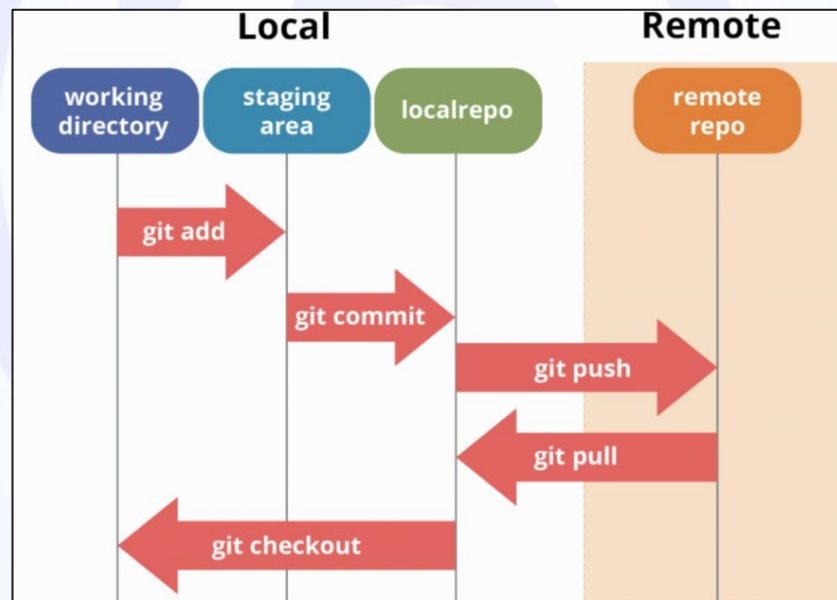 Local
Remote
working
directory
staging
area
localrepo
remote
repo
git add
git commit
git push
git pull
git checkout